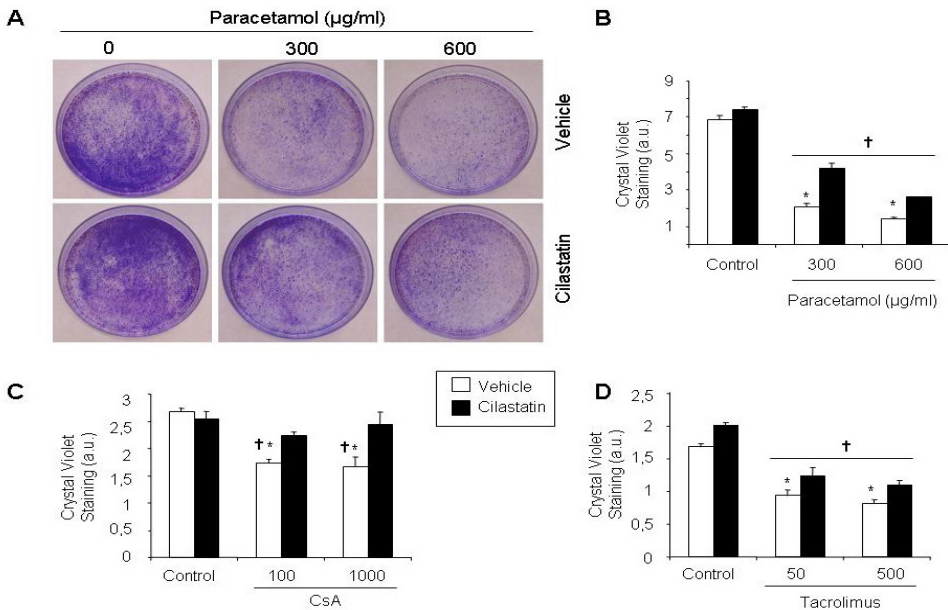 A
Paracetamol (µg/ml)
0 300 600
Vehicle
Cilastatin
B
Crystal Violet
Staining (a.u.)
9
7
5
3
1
†
* *
Control 300 600
Paracetamol (µg/ml)
C
Crystal Violet
Staining (a.u.)
3
2,5
2
1,5
1
0,5
0
†* †*
Control 100 1000
CsA
Vehicle
Cilastatin
D
Crystal Violet
Staining (a.u.)
2,5
2
1,5
1
0,5
0
†
* *
Control 50 500
Tacrolimus